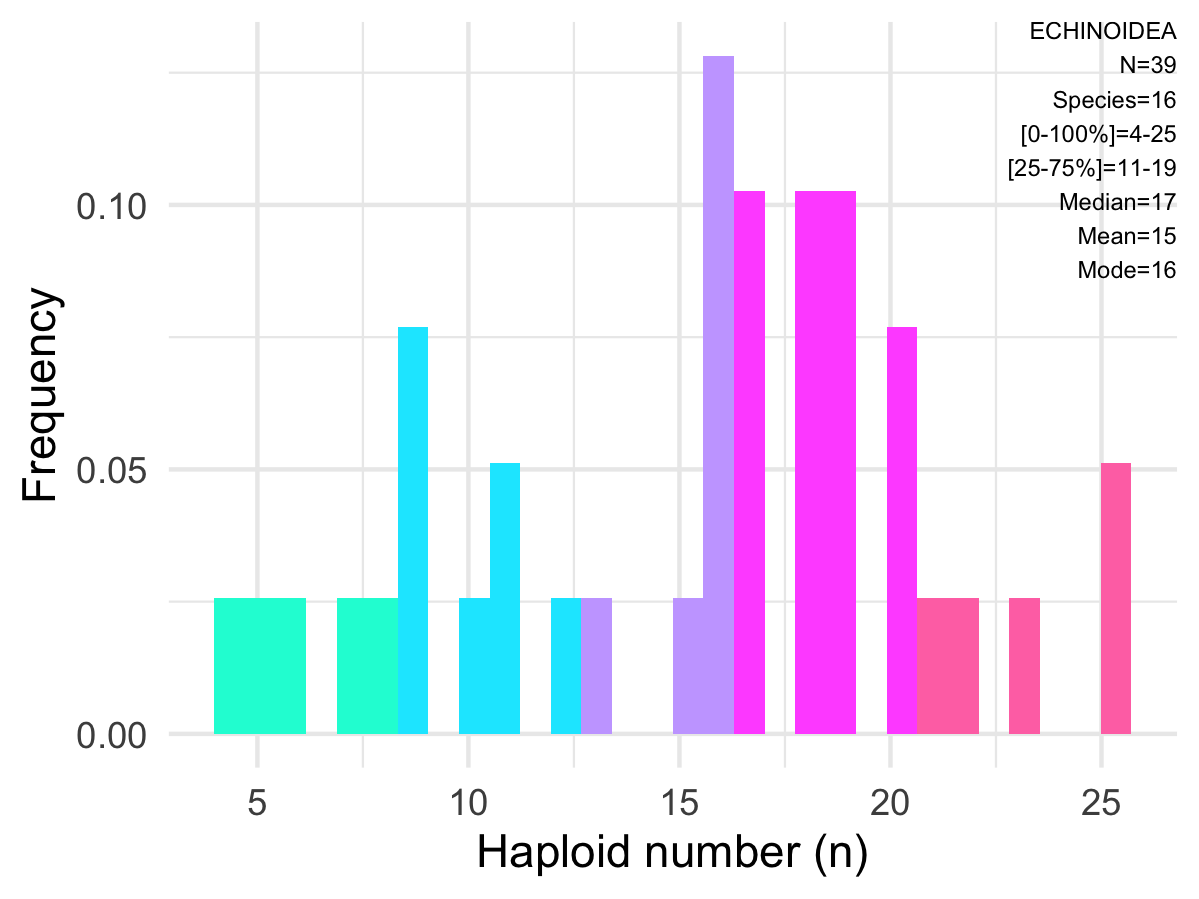 ECHINOIDEA
N=39
Species=16
[0-100%]=4-25
[25-75%]=11-19
Median=17
Mean=15
Mode=16
Frequency
0.10
0.05
0.00
5 10 15 20 25
Haploid number (n)